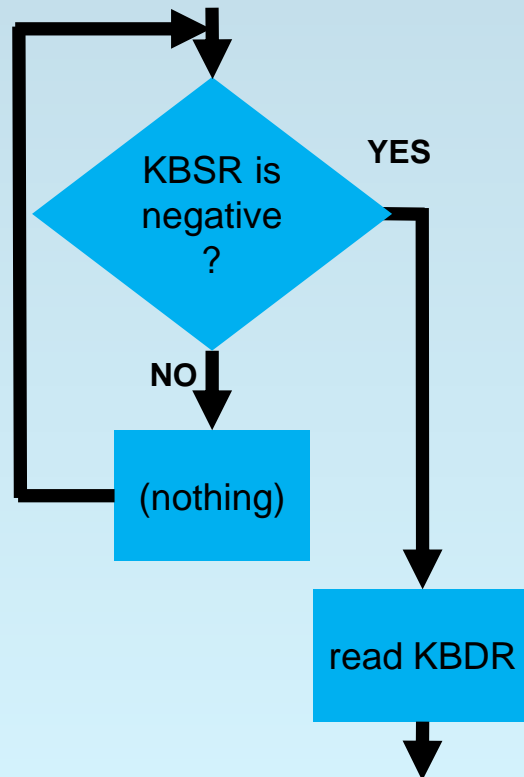 KBSR is
negative
?
YES
NO
(nothing)
read KBDR